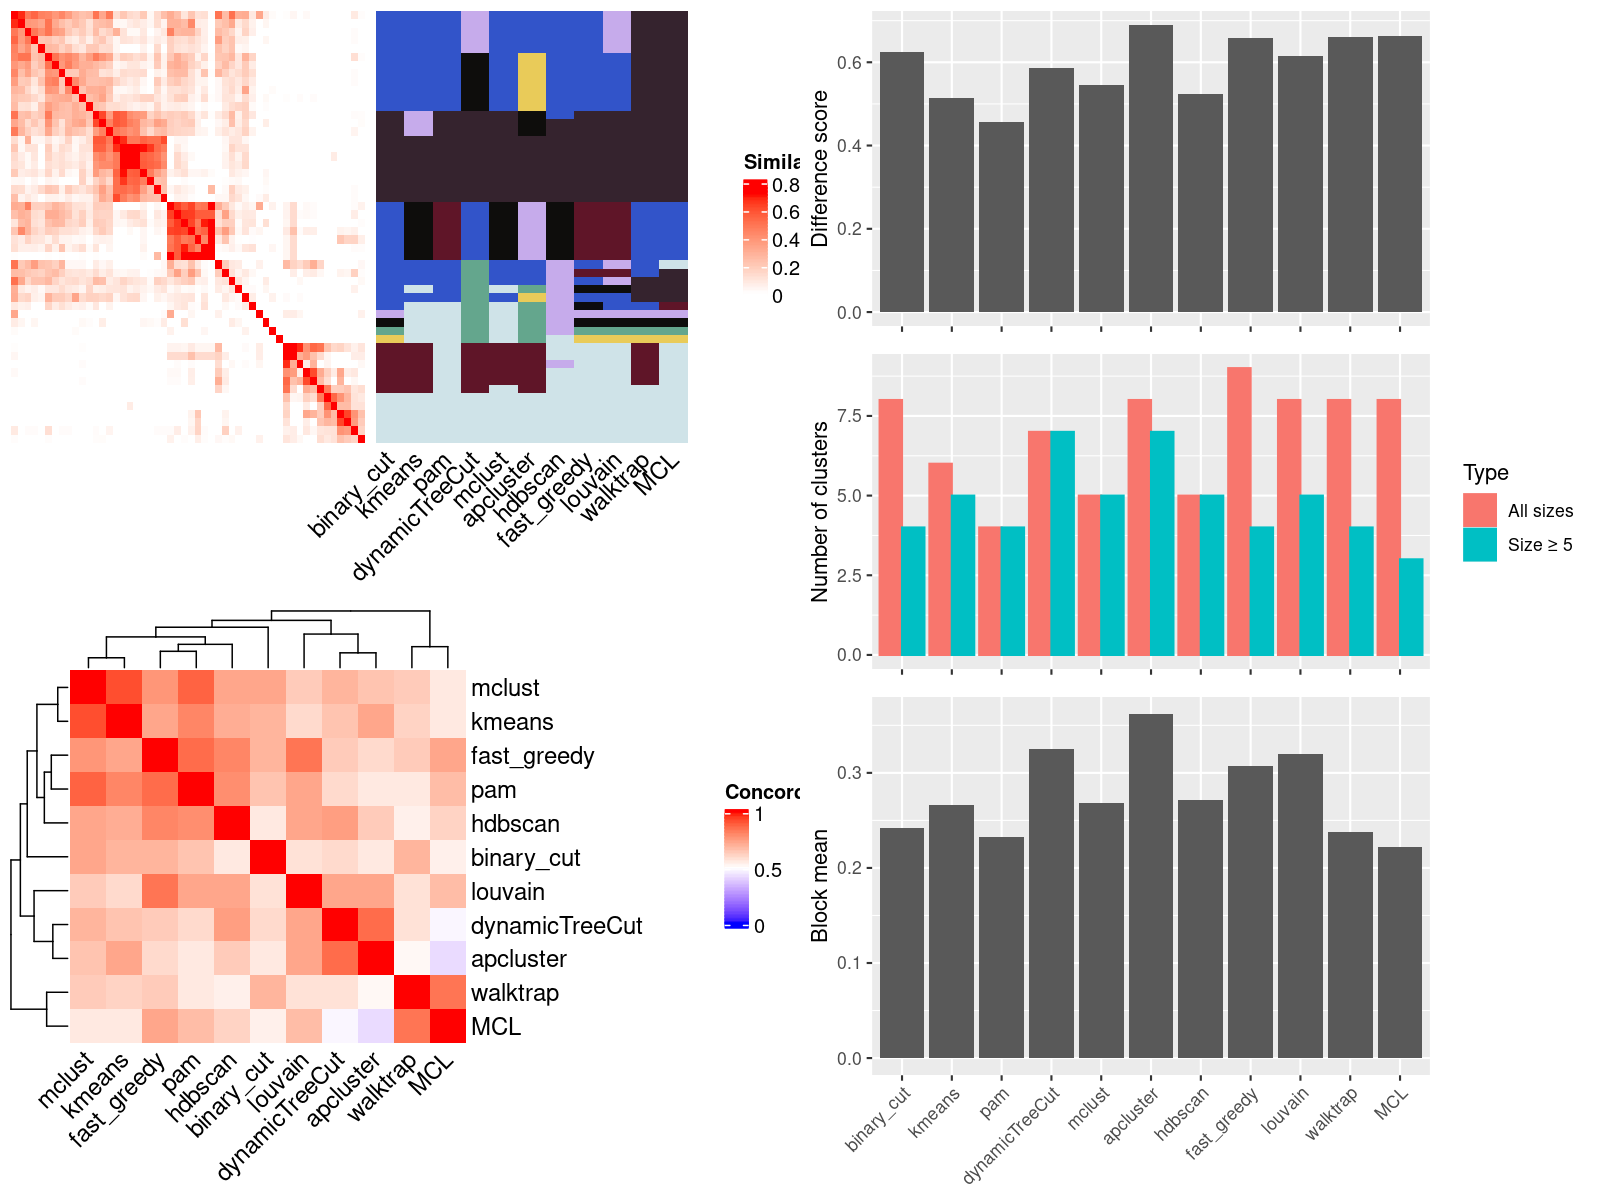 Simila
0.8
0.6
0.4
0.2
0
binary_cut
kmeans
pam
dynamicTreeCut
mclust
apcluster
hdbscan
fast_greedy
louvain
walktrap
MCL
Difference score
0.6
0.4
0.2
0.0
Number of clusters
7.5
5.0
2.5
0.0
Type
All sizes
Size ≥ 5
mclust
kmeans
fast_greedy
pam
hdbscan
binary_cut
louvain
dynamicTreeCut
apcluster
walktrap
MCL
mclust
kmeans
fast_greedy
pam
hdbscan
binary_cut
louvain
dynamicTreeCut
apcluster
walktrap
MCL
Concord
1
0.5
0
Block mean
0.3
0.2
0.1
0.0
binary_cut
kmeans
pam
dynamicTreeCut
mclust
apcluster
hdbscan
fast_greedy
louvain
walktrap
MCL